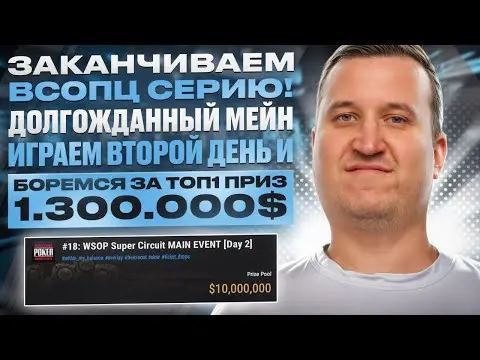 ЗАКАНЧИВАЕМ
ВСОПЦ СЕРИЮ!
ДОЛГОЖДАННЫЙ МЕЙН
ИГРАЕМ ВТОРОЙ ДЕНЬ И
БОРЕМСЯ ЗА ТОП1 ПРИЗ
1.300.000$
POKER
#18: WSOP Super Circuit MAIN EVENT [Day 2]
Prize Pool
$10,000,000